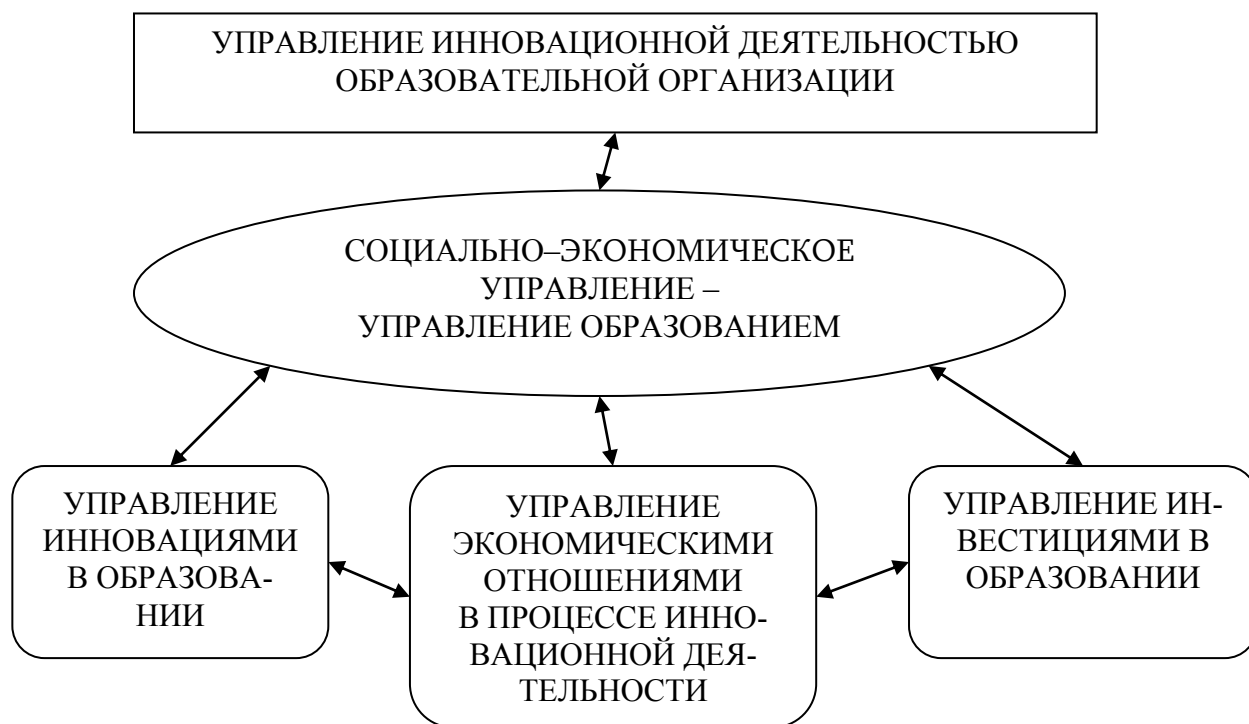 УПРАВЛЕНИЕ ИННОВАЦИОННОЙ ДЕЯТЕЛЬНОСТЬЮ
ОБРАЗОВАТЕЛЬНОЙ ОРГАНИЗАЦИИ
СОЦИАЛЬНО–ЭКОНОМИЧЕСКОЕ
УПРАВЛЕНИЕ –
УПРАВЛЕНИЕ ОБРАЗОВАНИЕМ
УПРАВЛЕНИЕ
ИННОВАЦИЯМИ
В ОБРАЗОВА-
НИИ
УПРАВЛЕНИЕ
ЭКОНОМИЧЕСКИМИ
ОТНОШЕНИЯМИ
В ПРОЦЕССЕ ИННО-
ВАЦИОННОЙ ДЕЯ-
ТЕЛЬНОСТИ
УПРАВЛЕНИЕ ИН-
ВЕСТИЦИЯМИ В
ОБРАЗОВАНИИ